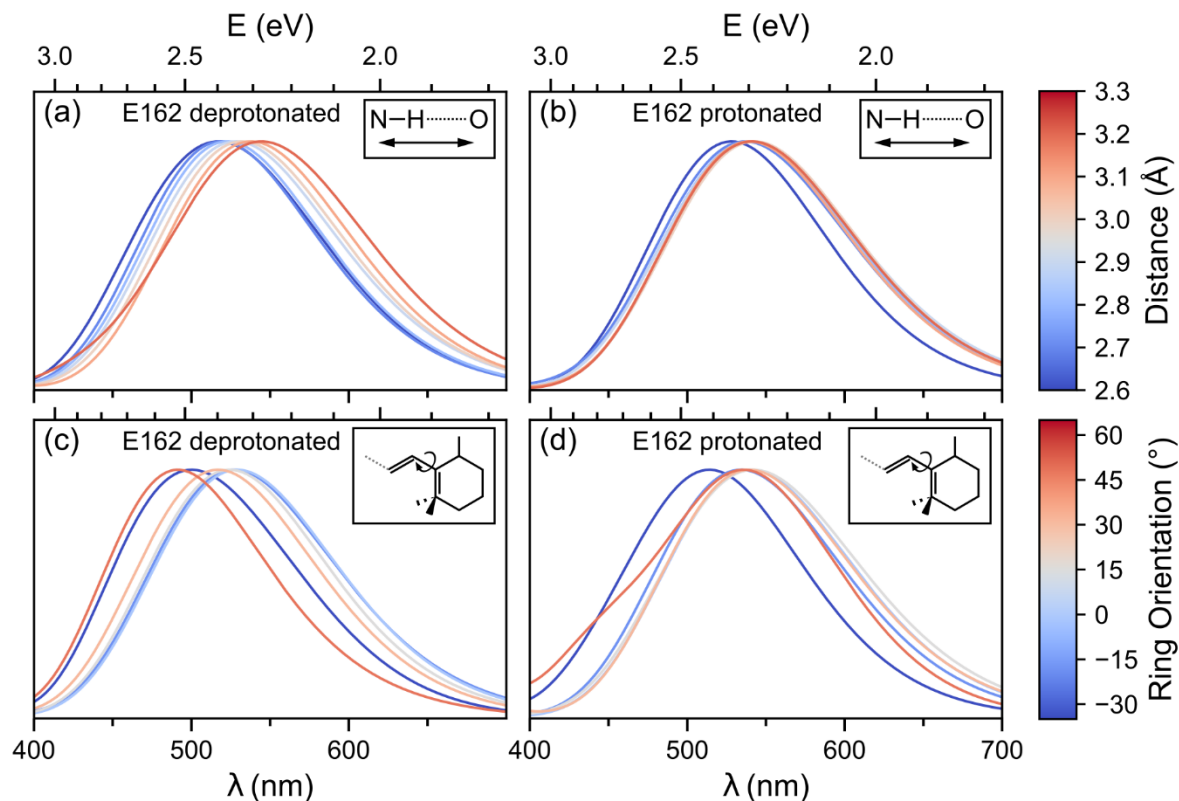 E (eV)
3.0 2.5 2.0 3.0 2.5 2.0
(a) E162 deprotonated N–H┈┈O
(b) E162 protonated N–H┈┈O
3.3
3.2
3.1
3.0
2.9
2.8
2.7
2.6
Distance (Å)
(c) E162 deprotonated
(d) E162 protonated
60
45
30
15
0
−15
−30
Ring Orientation (°)
400 500 600 400 500 600 700
λ (nm) λ (nm)
E (eV)